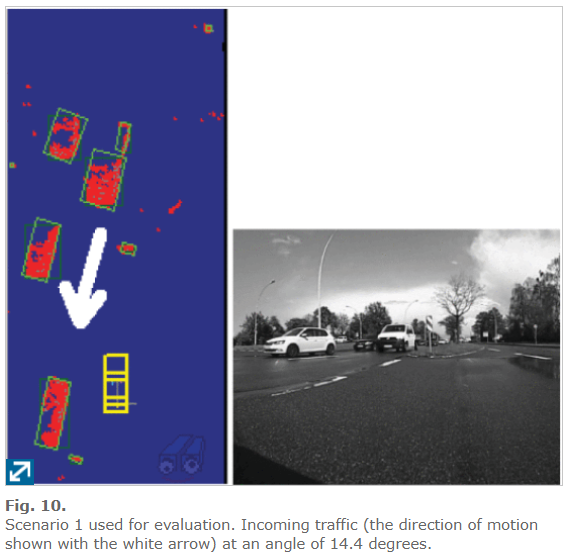 Fig. 10.
Scenario 1 used for evaluation. Incoming traffic (the direction of motion
shown with the white arrow) at an angle of 14.4 degrees.